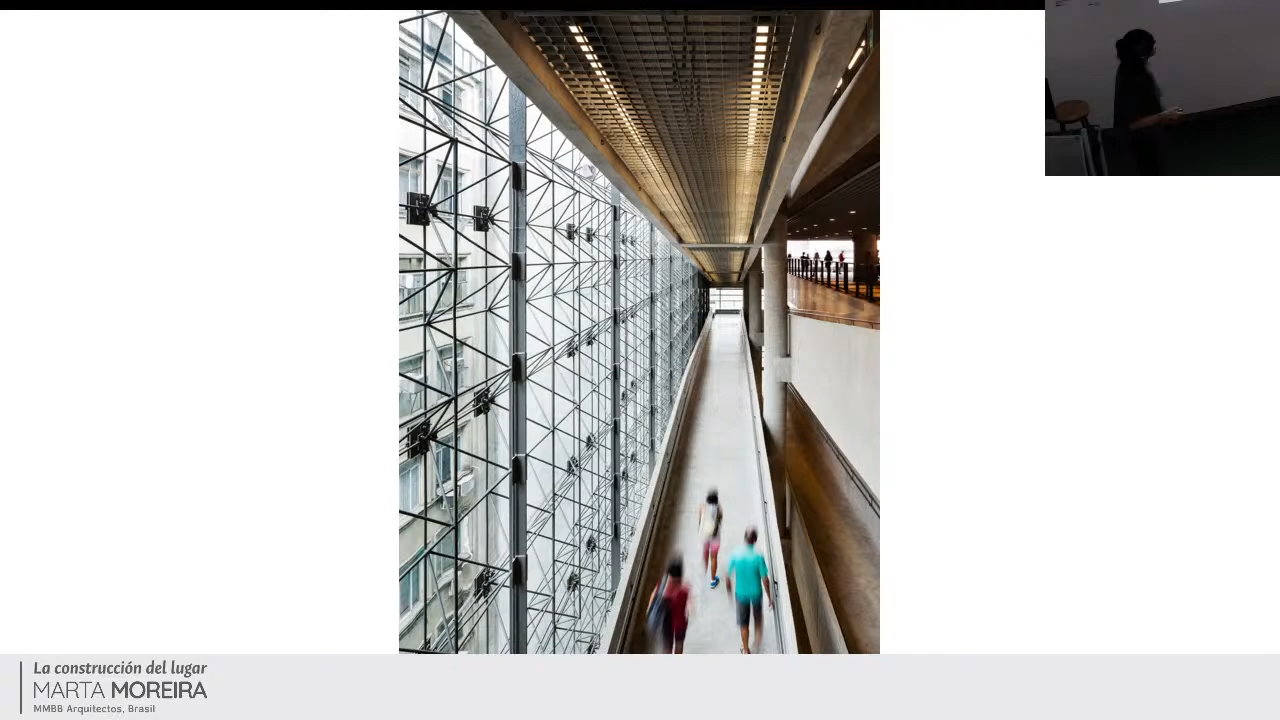 La construcción del lugar
MARTA MOREIRA
MMBB Arquitectos, Brasil